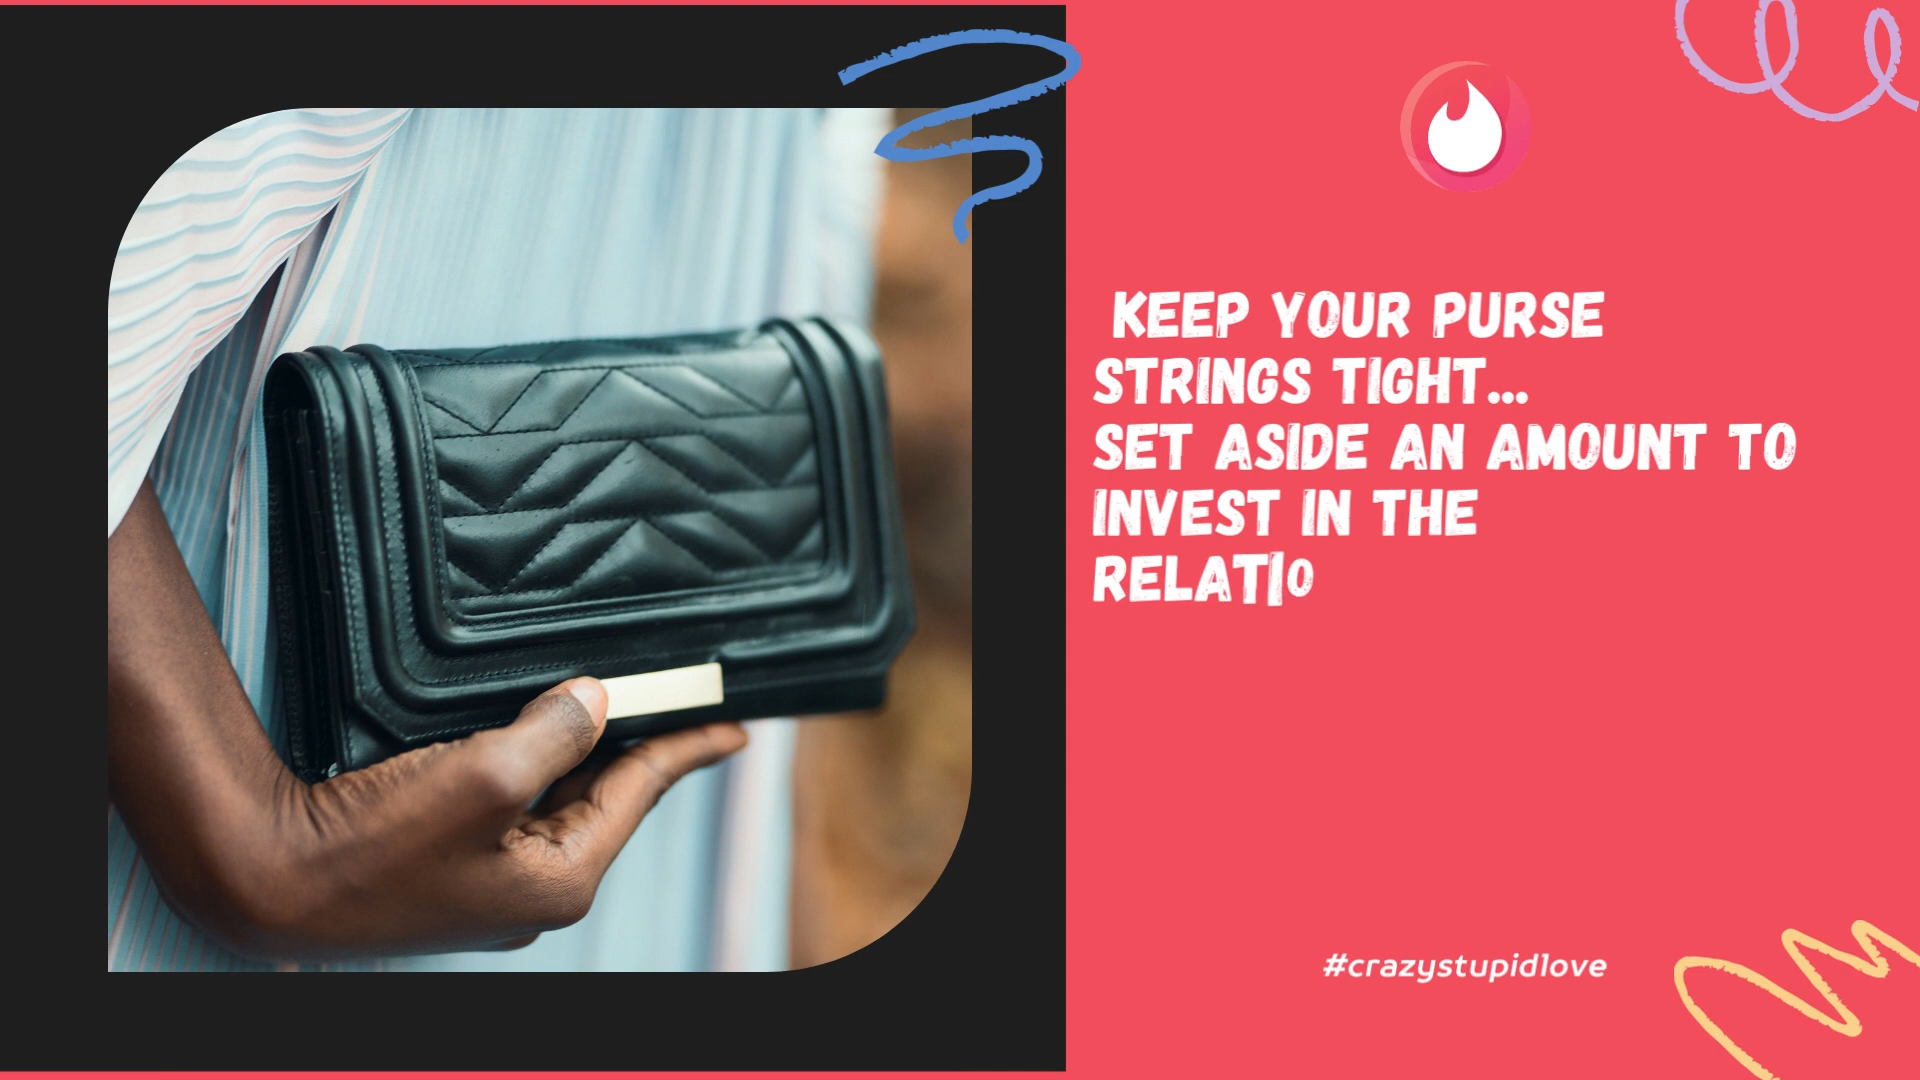 KEEP YOUR PURSE
STRINGS TIGHT...
SET ASIDE AN AMOUNT TO
INVEST IN THE
RELATIO
#crazystupidlove